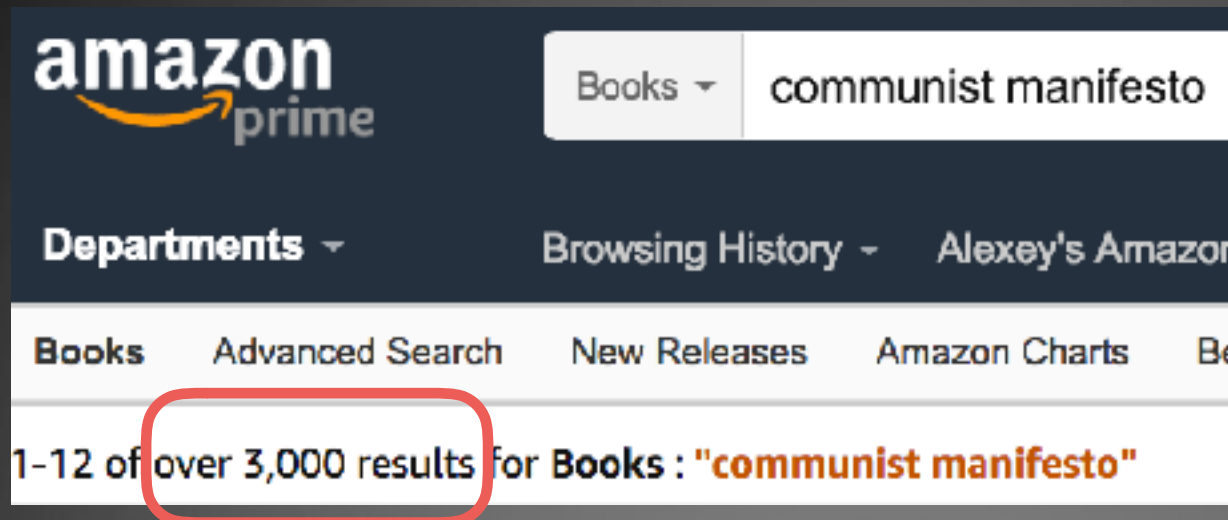 amazon
prime
Books
communist manifesto
Departments
Browsing History
Alexey's Amazon
Books
Advanced Search
New Releases
Amazon Charts
1-12 of over 3,000 results for Books : "communist manifesto"